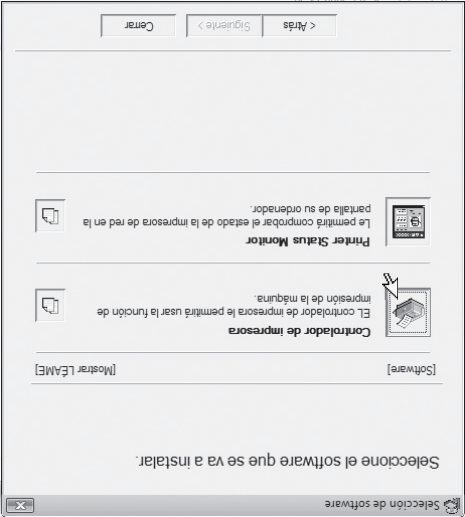 Selección de software
Seleccione el software que se va a instalar.
[Software] [Mostrar LÉAME]
Controlador de impresora
EL controlador de impresora le pemitirá usar la función de
impresión de la máquina.
Printer Status Monitor
Le pemitirá comprobar el estado de la impresora de red en la
pantalla de su ordenador.
< Atrás Siguiente > Cerrar